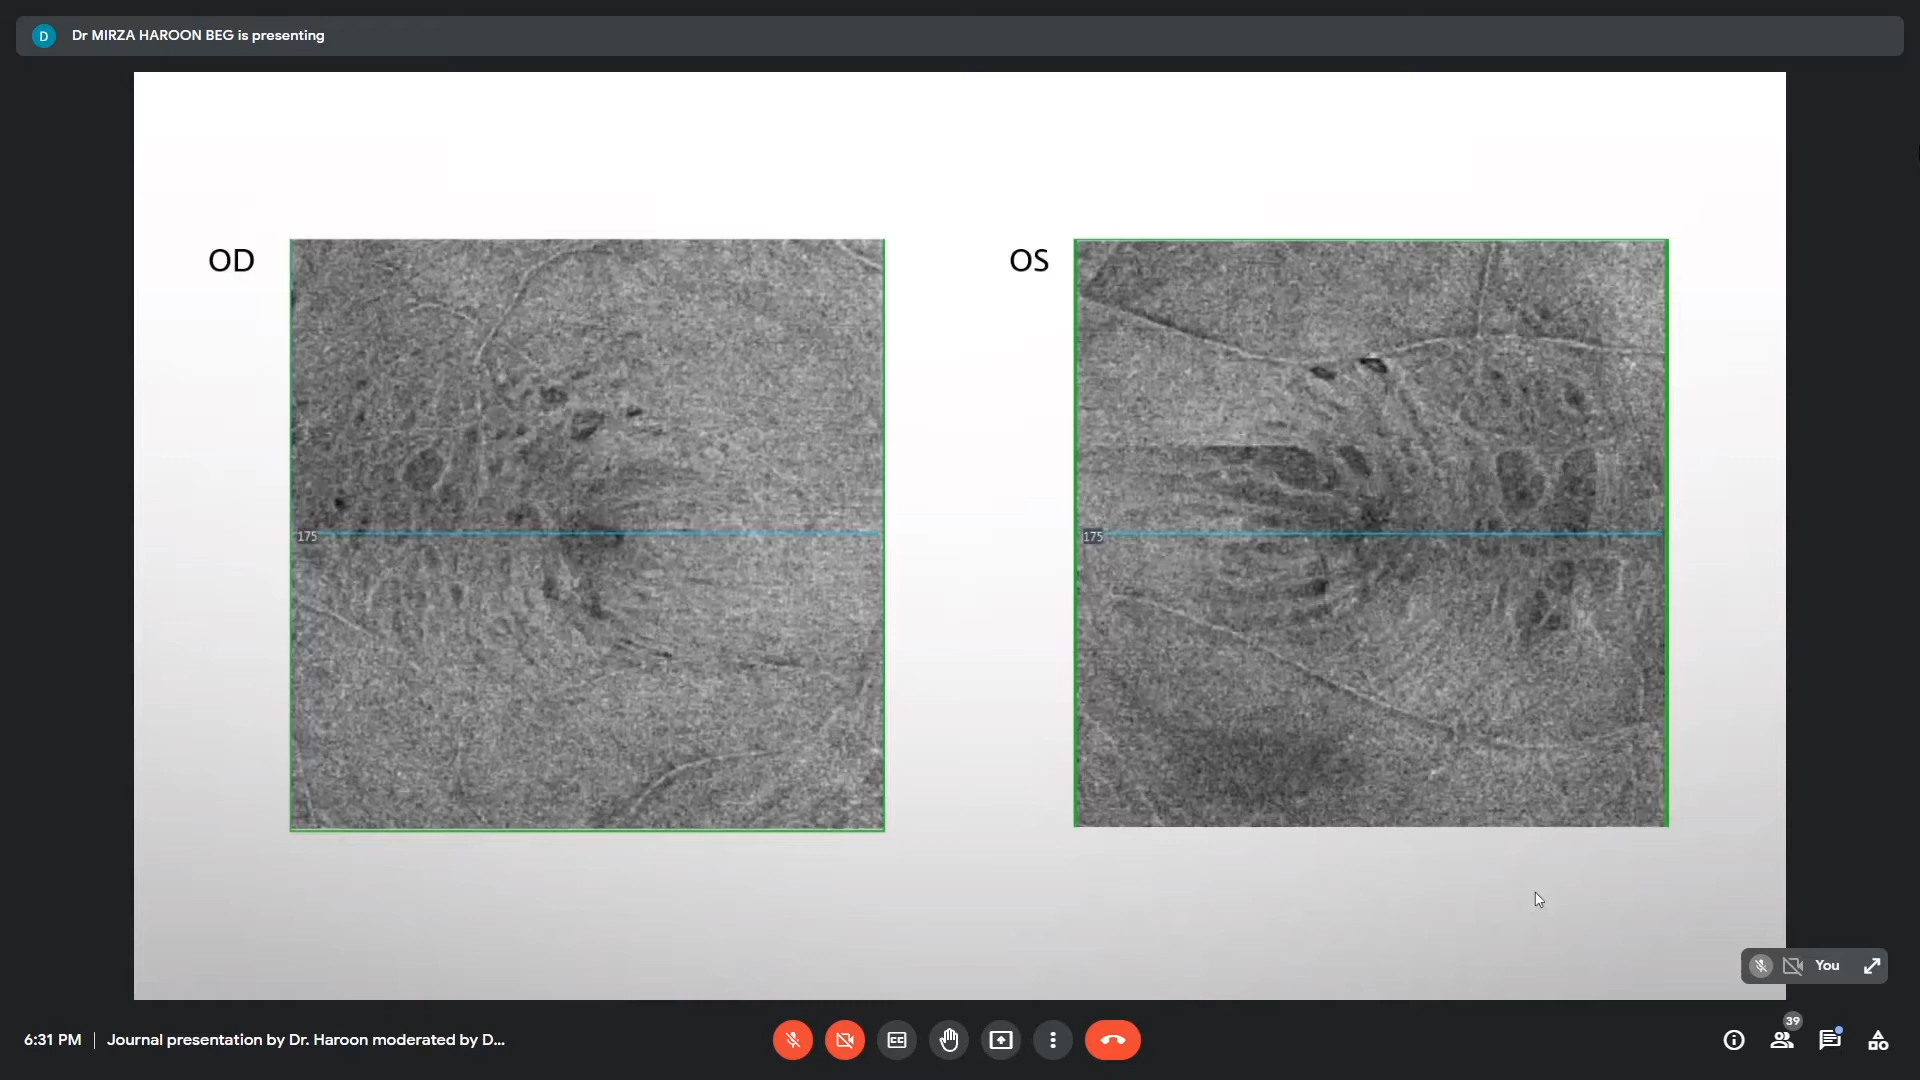 D
Dr MIRZA HAROON BEG is presenting
OD
OS
175
175
You
6:31 PM
Journal presentation by Dr. Haroon moderated by D...
CC
39